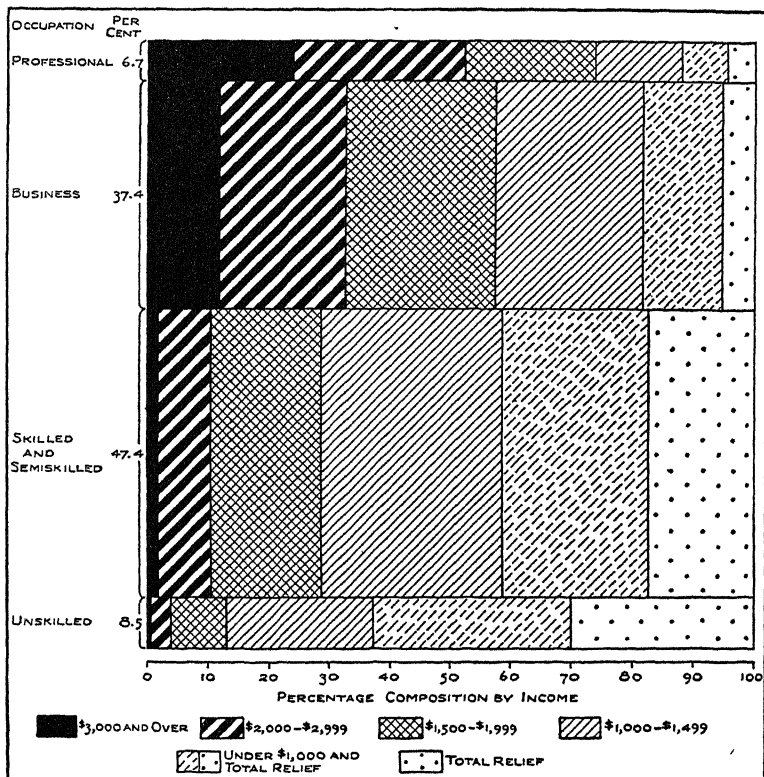 OCCUPATION PER CENT
PROFESSIONAL 6.7
BUSINESS 37.4
SKILLED AND SEMISKILLED 47.4
UNSKILLED 8.5
0 10 20 30 40 50 60 70 80 90 100
PERCENTAGE COMPOSITION BY INCOME
$3,000 AND OVER $2,000-$2,999 $1,500-$1,999 $1,000-$1,499
UNDER $1,000 AND TOTAL RELIEF TOTAL RELIEF